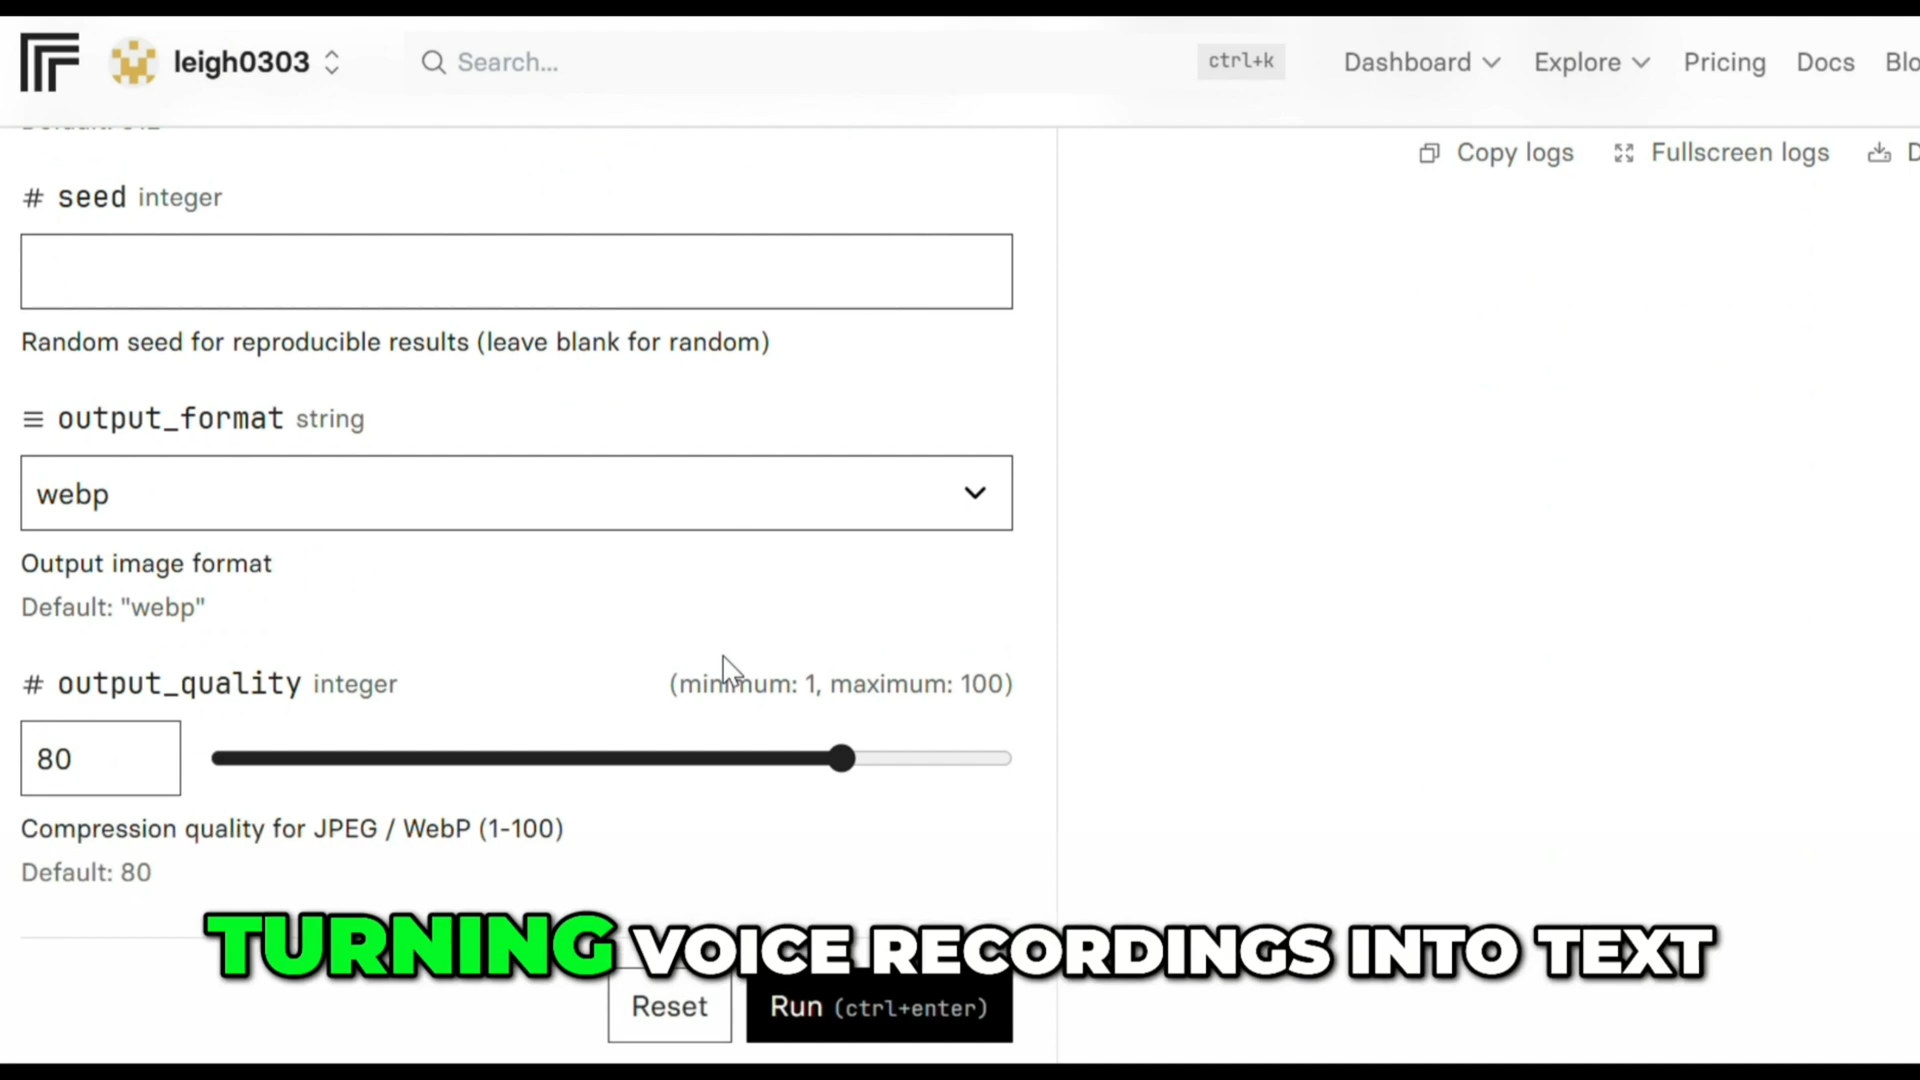 leigh0303
Search...
ctrl+k
Dashboard
Explore
Pricing
Docs
Blo
Copy logs
Fullscreen logs
D
# seed integer
Random seed for reproducible results (leave blank for random)
output_format string
webp
Output image format
Default: "webp"
# output_quality integer
(minimum: 1, maximum: 100)
80
Compression quality for JPEG / WebP (1-100)
Default: 80
TURNING VOICE RECORDINGS INTO TEXT
Reset
Run (ctrl+enter)